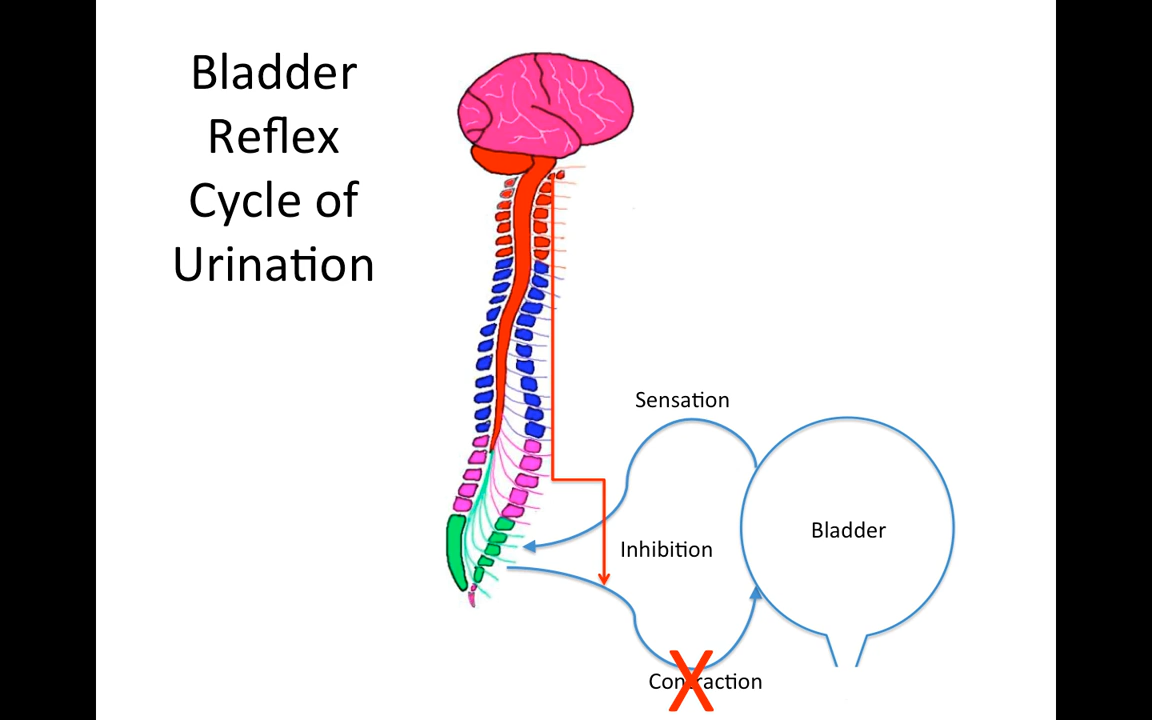 Bladder
Reflex
Cycle of
Urination
Sensation
Bladder
Inhibition
Contraction
X